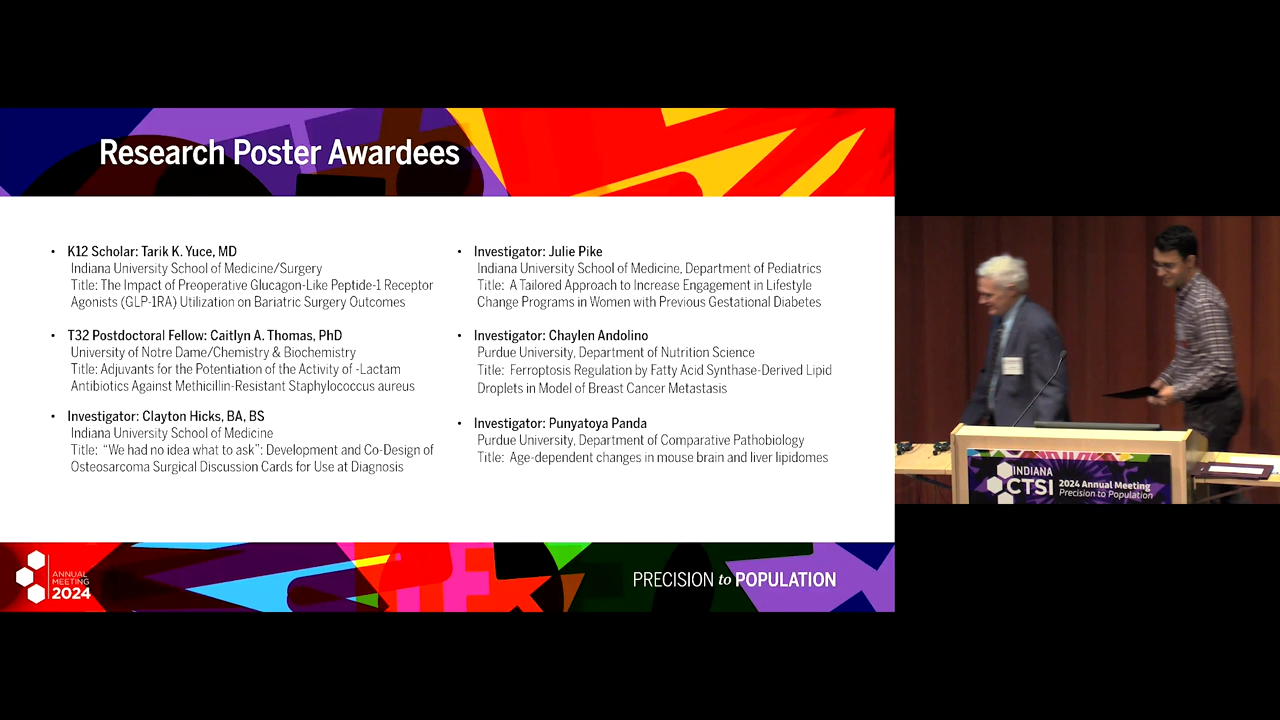 Research Poster Awardees
• K12 Scholar: Tarik K. Yuce, MD
Indiana University School of Medicine/Surgery
Title: The Impact of Preoperative Glucagon-Like Peptide-1 Receptor
Agonists (GLP-1RA) Utilization on Bariatric Surgery Outcomes
• T32 Postdoctoral Fellow: Caitlyn A. Thomas, PhD
University of Notre Dame/Chemistry & Biochemistry
Title: Adjuvants for the Potentiation of the Activity of -Lactam
Antibiotics Against Methicillin-Resistant Staphylococcus aureus
• Investigator: Clayton Hicks, BA, BS
Indiana University School of Medicine
Title: “We had no idea what to ask”: Development and Co-Design of
Osteosarcoma Surgical Discussion Cards for Use at Diagnosis
• Investigator: Julie Pike
Indiana University School of Medicine, Department of Pediatrics
Title: A Tailored Approach to Increase Engagement in Lifestyle
Change Programs in Women with Previous Gestational Diabetes
• Investigator: Chaylen Andolino
Purdue University, Department of Nutrition Science
Title: Ferroptosis Regulation by Fatty Acid Synthase-Derived Lipid
Droplets in Model of Breast Cancer Metastasis
• Investigator: Punyatoya Panda
Purdue University, Department of Comparative Pathobiology
Title: Age-dependent changes in mouse brain and liver lipidomes
ANNUAL
MEETING
2024
PRECISION to POPULATION
INDIANA
CTSI
2024 Annual Meeting
Precision to Population